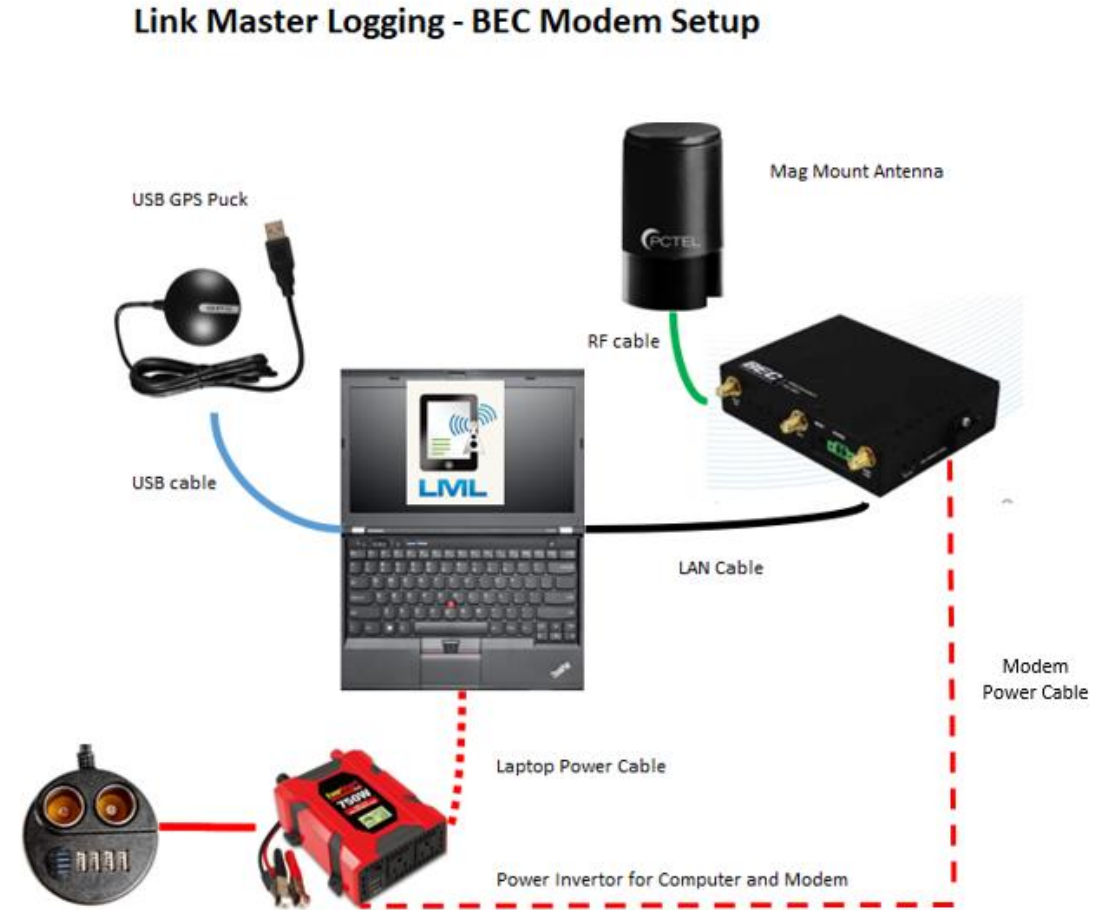 Link Master Logging - BEC Modem Setup
Mag Mount Antenna
USB GPS Puck
PCTEL
RF cable
BEC
LML
USB cable
LAN Cable
Modem
Power Cable
Laptop Power Cable
750W
Power Invertor for Computer and Modem